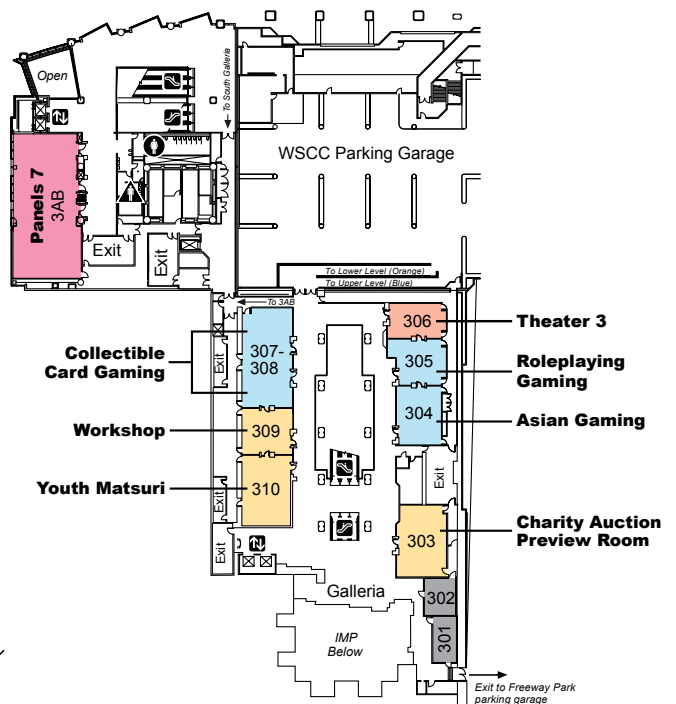 Open
To South Galleria
WSCC Parking Garage
Panels 7
3AB
Exit
Exit
To Lower Level (Orange)
To Upper Level (Blue)
To 3AB
306
Theater 3
307-
308
Collectible
Card Gaming
Exit
305
Roleplaying
Gaming
304
Asian Gaming
309
Workshop
310
Youth Matsuri
Exit
Exit
303
Charity Auction
Preview Room
Exit
Galleria
302
301
IMP
Below
Exit to Freeway Park
parking garage